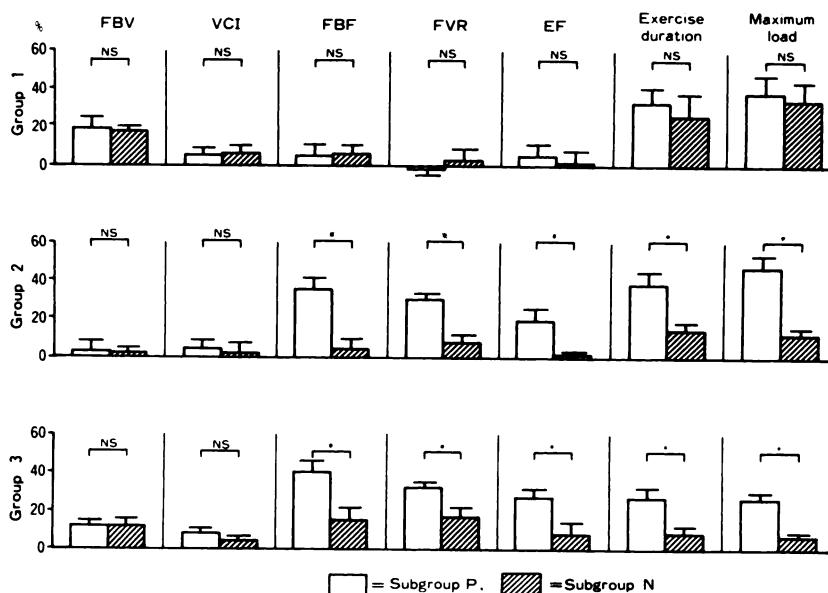 % FBV VCI FBF FVR EF Exercise duration Maximum load
Group 1
60
40
20
0
NS NS NS NS NS NS NS
Group 2
60
40
20
0
NS NS * * * * *
Group 3
60
40
20
0
NS NS * * * * *
= Subgroup P. = Subgroup N